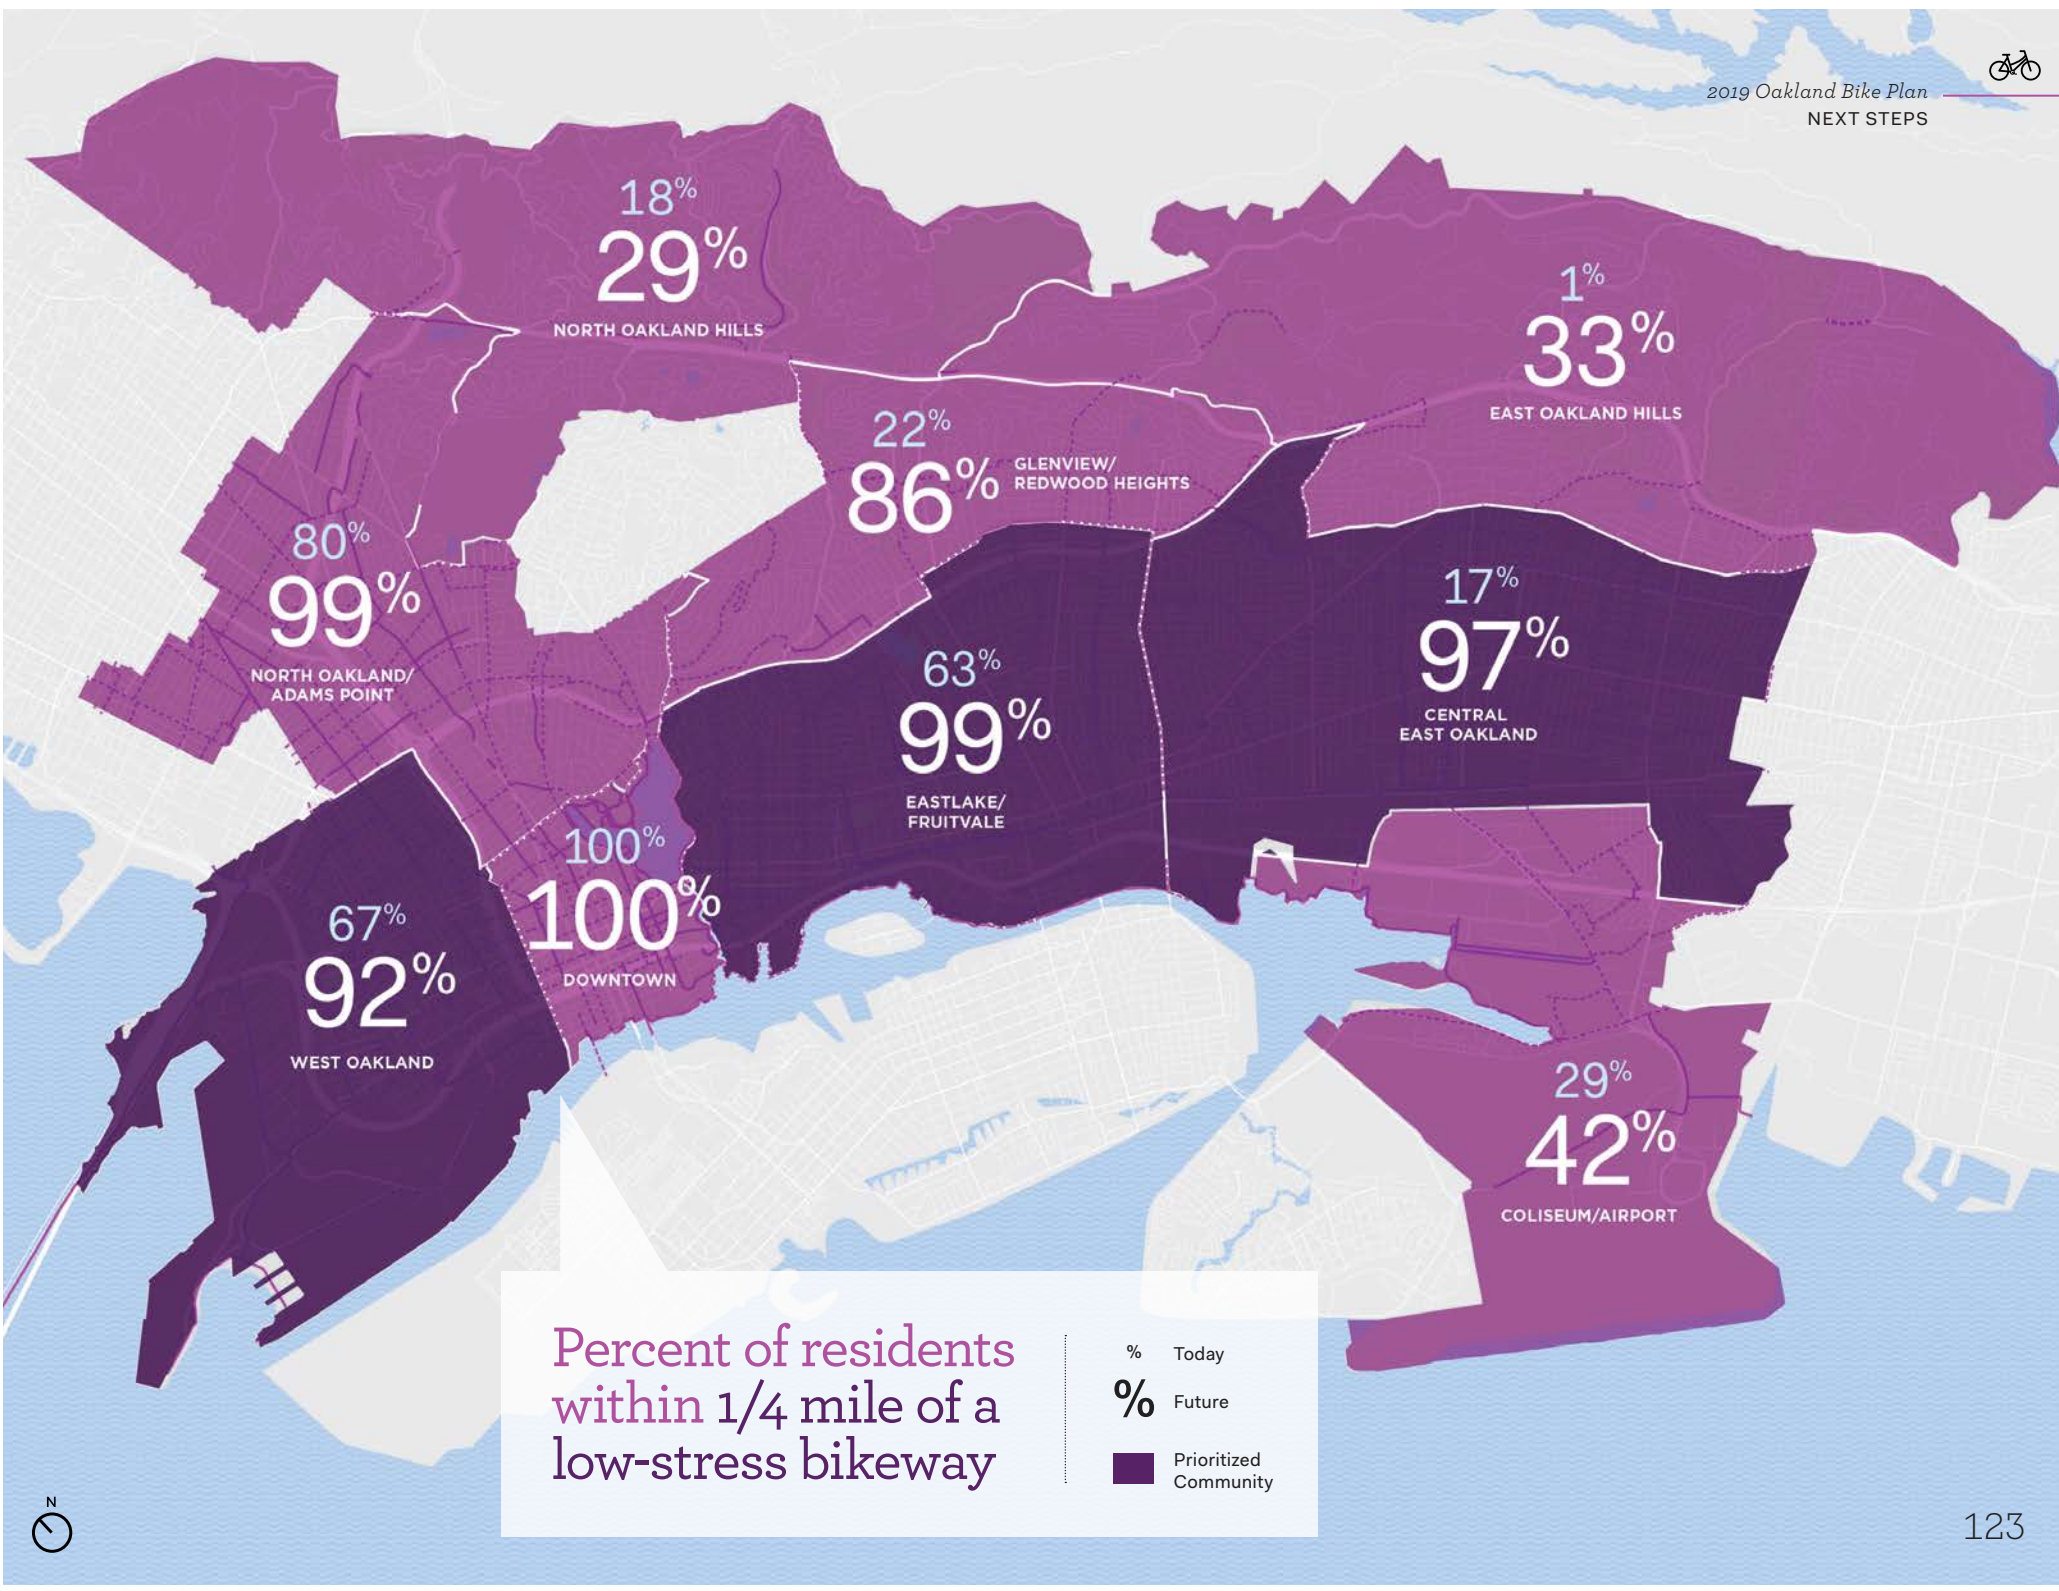 2019 Oakland Bike Plan
NEXT STEPS
18%
29%
NORTH OAKLAND HILLS
1%
33%
EAST OAKLAND HILLS
22%
86%
GLENVIEW/
REDWOOD HEIGHTS
80%
99%
NORTH OAKLAND/
ADAMS POINT
17%
97%
CENTRAL
EAST OAKLAND
63%
99%
EASTLAKE/
FRUITVALE
100%
100%
DOWNTOWN
67%
92%
WEST OAKLAND
29%
42%
COLISEUM/AIRPORT
Percent of residents
within 1/4 mile of a
low-stress bikeway
% Today
% Future
Prioritized
Community
N
123